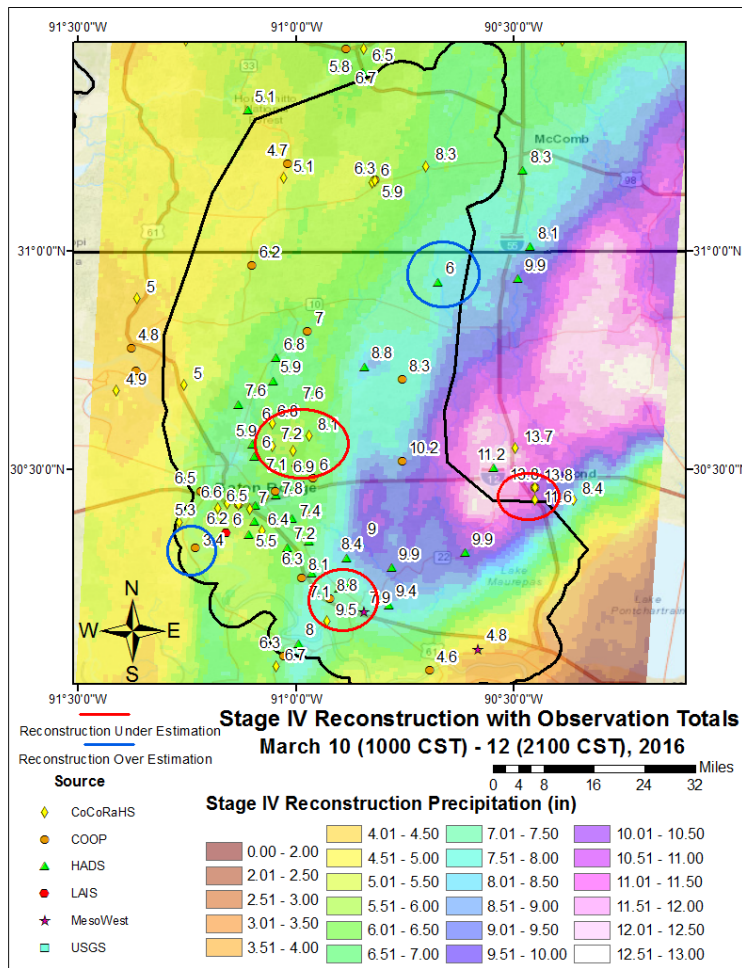 91°30'0"W 91°0'0"W 90°30'0"W
6.5
5.8
6.7
33
5.1
McComb
4.7
5.1
6.3 6
8.3
8.3
5.9
98
61
8.1
31°0'0"N 31°0'0"N
6.2
9.9
6
5
10
7
4.8
6.8
8.8
5.9
8.3
4.9
5
7.6
7.6
6 6.8
8.1
7.2
5.9
6
13.7
10.2
11.2
7.1 6.9 6
30°30'0"N 30°30'0"N
6.5
13.8 13.8
12
7.8
6.6 6.5
7
11.6
8.4
5.3
6.2 6
6.4
7.4
9
3.4
5.5
7.2
6.3
8.4
9.9
9.9
22
8.1
Lake Maurepas
8.8
7.1
7.9
9.4
9.5
Lake Pontchartrain
8
N
W E
S
6.3
6.7
4.8
61
4.6
91°30'0"W 91°0'0"W 90°30'0"W
Reconstruction Under Estimation
Reconstruction Over Estimation
Stage IV Reconstruction with Observation Totals
March 10 (1000 CST) - 12 (2100 CST), 2016
Miles
0 4 8 16 24 32
Source
CoCoRaHS
COOP
HADS
LAIS
MesoWest
USGS
Stage IV Reconstruction Precipitation (in)
0.00 - 2.00
2.01 - 2.50
2.51 - 3.00
3.01 - 3.50
3.51 - 4.00
4.01 - 4.50
4.51 - 5.00
5.01 - 5.50
5.51 - 6.00
6.01 - 6.50
6.51 - 7.00
7.01 - 7.50
7.51 - 8.00
8.01 - 8.50
8.51 - 9.00
9.01 - 9.50
9.51 - 10.00
10.01 - 10.50
10.51 - 11.00
11.01 - 11.50
11.51 - 12.00
12.01 - 12.50
12.51 - 13.00